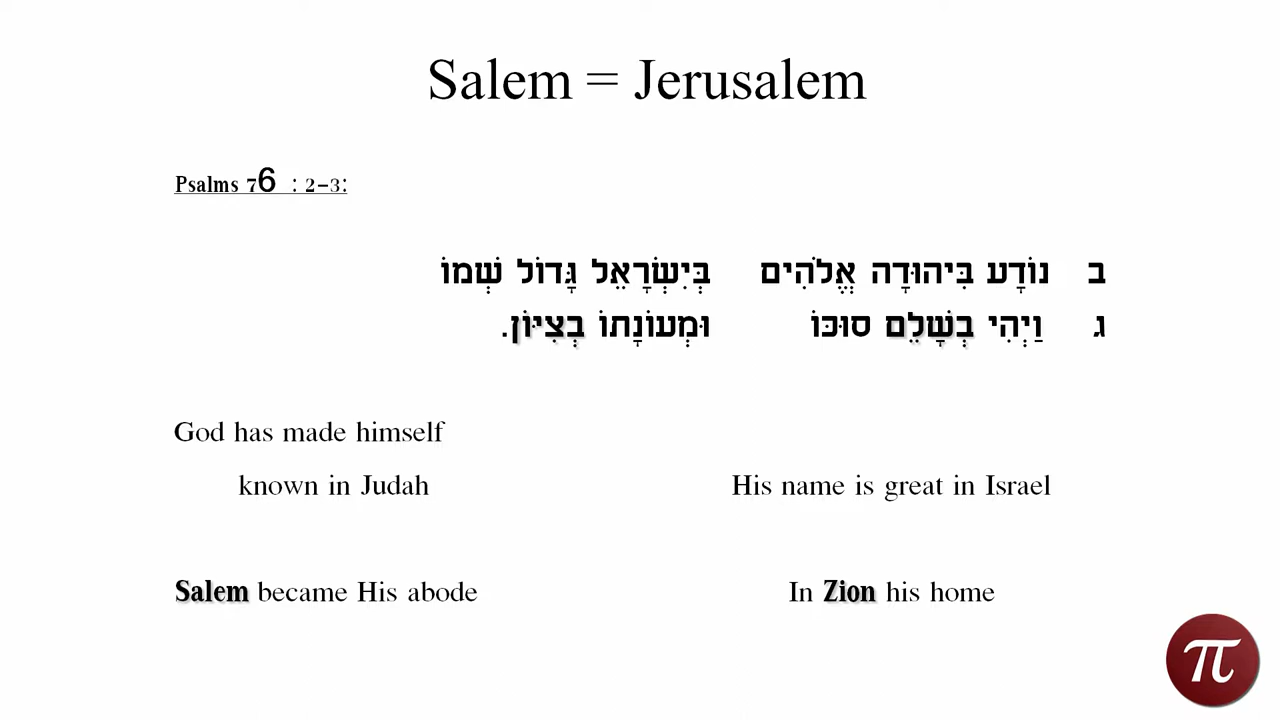 Salem = Jerusalem
Psalms 76 : 2-3:
ב נוֹדָע בִּיהוּדָה אֱלֹהִים בְּיִשְׂרָאֵל גָּדוֹל שְׁמוֹ
ג וַיְהִי בְשָׁלֵם סוּכּוֹ וּמְעוֹנָתוֹ בְצִיּוֹן.
God has made himself
known in Judah His name is great in Israel
Salem became His abode In Zion his home
π